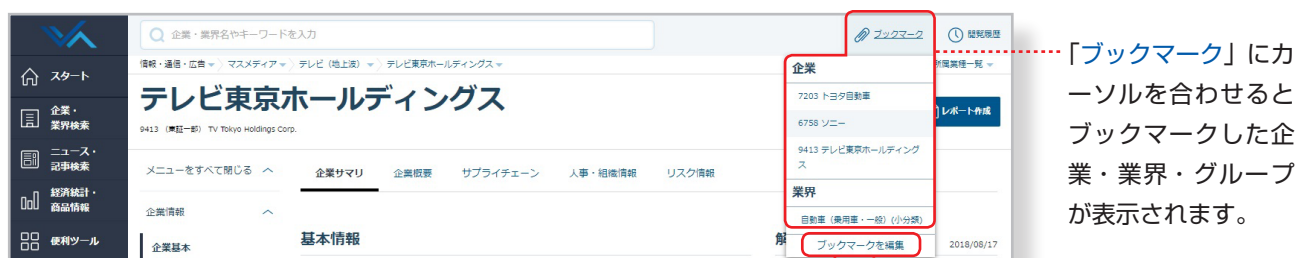 企業・業界名やキーワードを入力
ブックマーク
閲覧履歴
スタート
企業・
業界検索
ニュース・
記事検索
経済統計・
商品情報
便利ツール
情報・通信・広告 〉 マスメディア 〉 テレビ（地上波） 〉 テレビ東京ホールディングス
所属業種一覧
テレビ東京ホールディングス
9413 （東証一部） TV Tokyo Holdings Corp.
レポート作成
メニューをすべて閉じる
企業サマリ
企業概要
サプライチェーン
人事・組織情報
リスク情報
企業情報
企業基本
基本情報
解
2018/08/17
企業
7203 トヨタ自動車
6758 ソニー
9413 テレビ東京ホールディング
ス
業界
自動車（乗用車・一般）(小分類)
ブックマークを編集
「ブックマーク」にカ
ーソルを合わせると
ブックマークした企
業・業界・グループ
が表示されます。